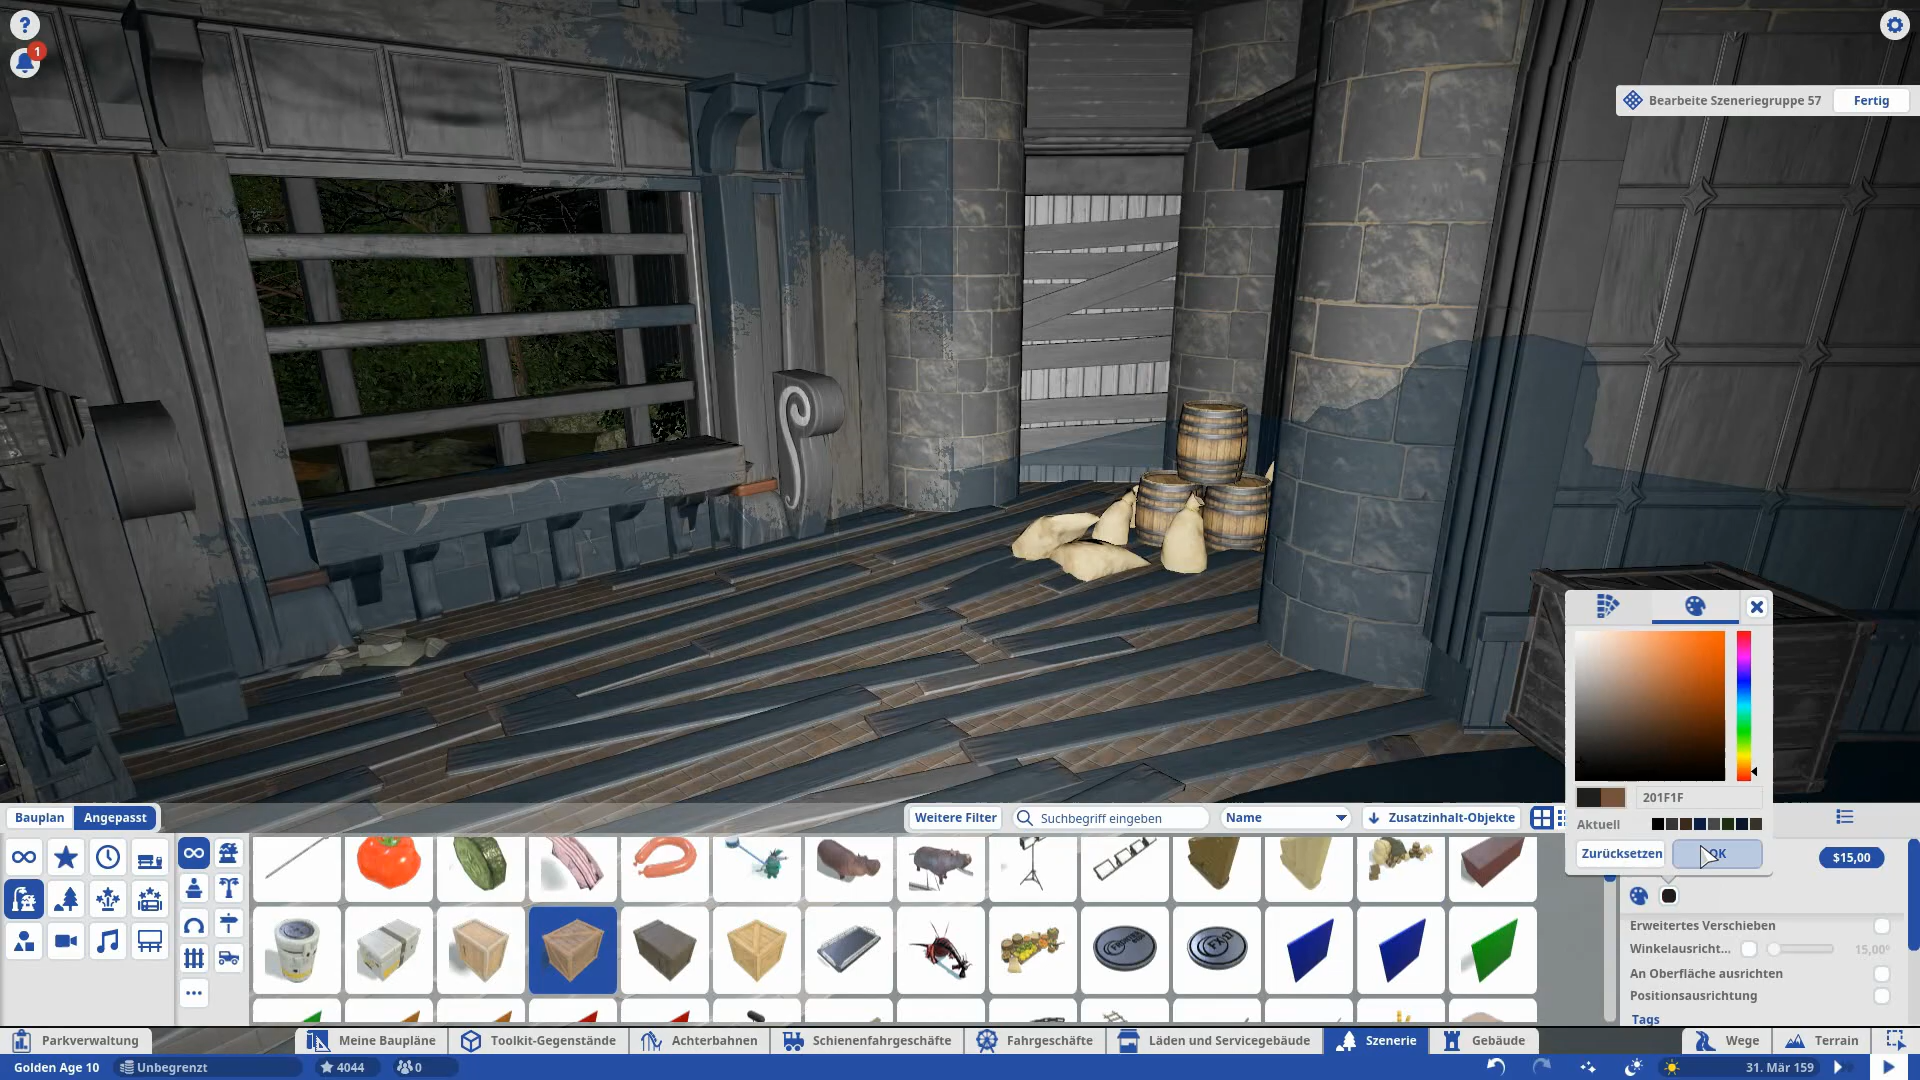 ?
1
Bearbeite Szeneriegruppe 57
Fertig
201F1F
Aktuell
Zurücksetzen
OK
Bauplan
Angepasst
Weitere Filter
Suchbegriff eingeben
Name
Zusatzinhalt-Objekte
$15,00
Erweitertes Verschieben
Winkelausricht...
15,00°
An Oberfläche ausrichten
Positionsausrichtung
Tags
Parkverwaltung
Meine Baupläne
Toolkit-Gegenstände
Achterbahnen
Schienenfahrgeschäfte
Fahrgeschäfte
Läden und Servicegebäude
Szenerie
Gebäude
Wege
Terrain
Golden Age 10
Unbegrenzt
4044
0
31. Mär 159